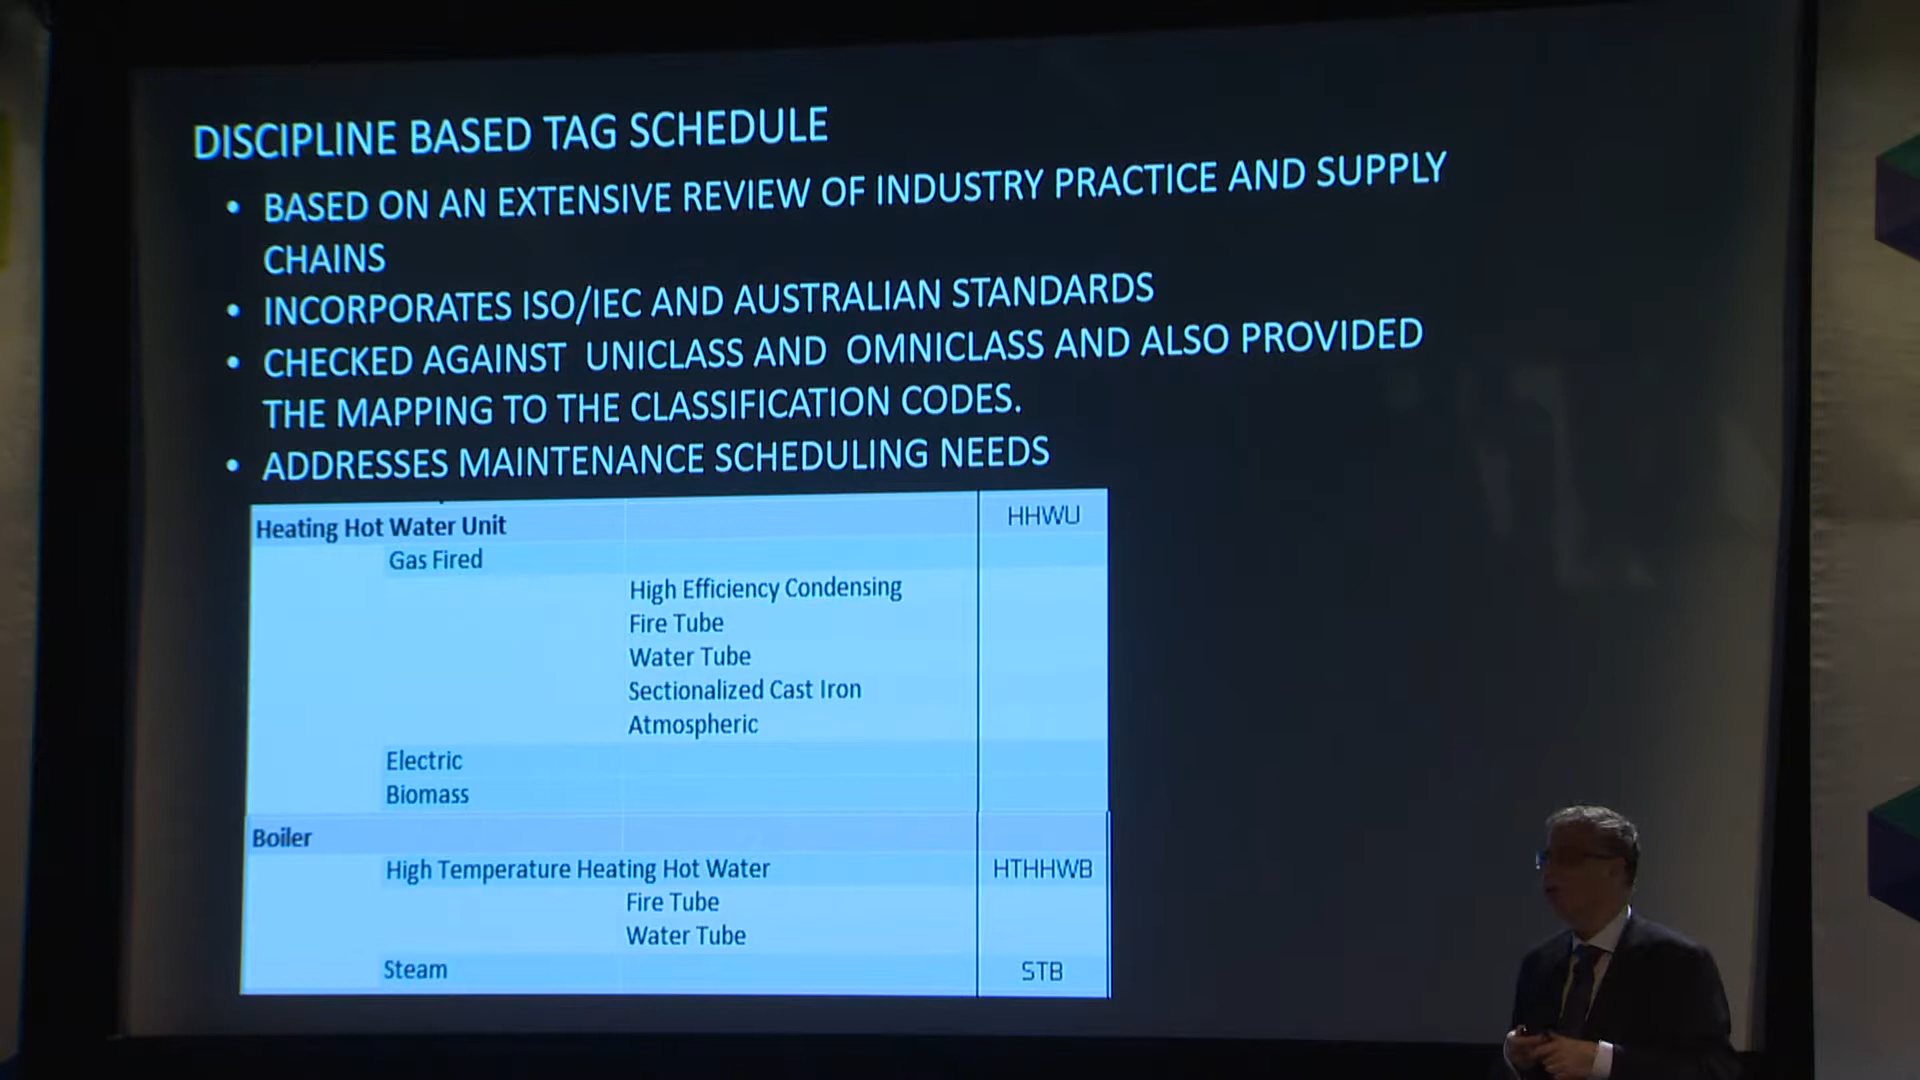 DISCIPLINE BASED TAG SCHEDULE
• BASED ON AN EXTENSIVE REVIEW OF INDUSTRY PRACTICE AND SUPPLY
CHAINS
• INCORPORATES ISO/IEC AND AUSTRALIAN STANDARDS
• CHECKED AGAINST UNICLASS AND OMNICLASS AND ALSO PROVIDED
THE MAPPING TO THE CLASSIFICATION CODES.
• ADDRESSES MAINTENANCE SCHEDULING NEEDS
Heating Hot Water Unit HHWU
Gas Fired
High Efficiency Condensing
Fire Tube
Water Tube
Sectionalized Cast Iron
Atmospheric
Electric
Biomass
Boiler
High Temperature Heating Hot Water HTHHWB
Fire Tube
Water Tube
Steam STB